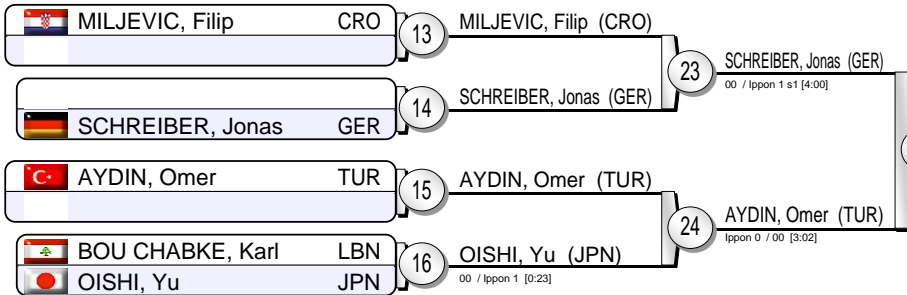 MILJEVIC, Filip CRO
SCHREIBER, Jonas GER
AYDIN, Omer TUR
BOU CHABKE, Karl LBN
OISHI, Yu JPN
13
14
15
16
MILJEVIC, Filip (CRO)
SCHREIBER, Jonas (GER)
AYDIN, Omer (TUR)
OISHI, Yu (JPN)
00 / Ippon 1 [0:23]
23
24
SCHREIBER, Jonas (GER)
00 / Ippon 1 s1 [4:00]
AYDIN, Omer (TUR)
Ippon 0 / 00 [3:02]